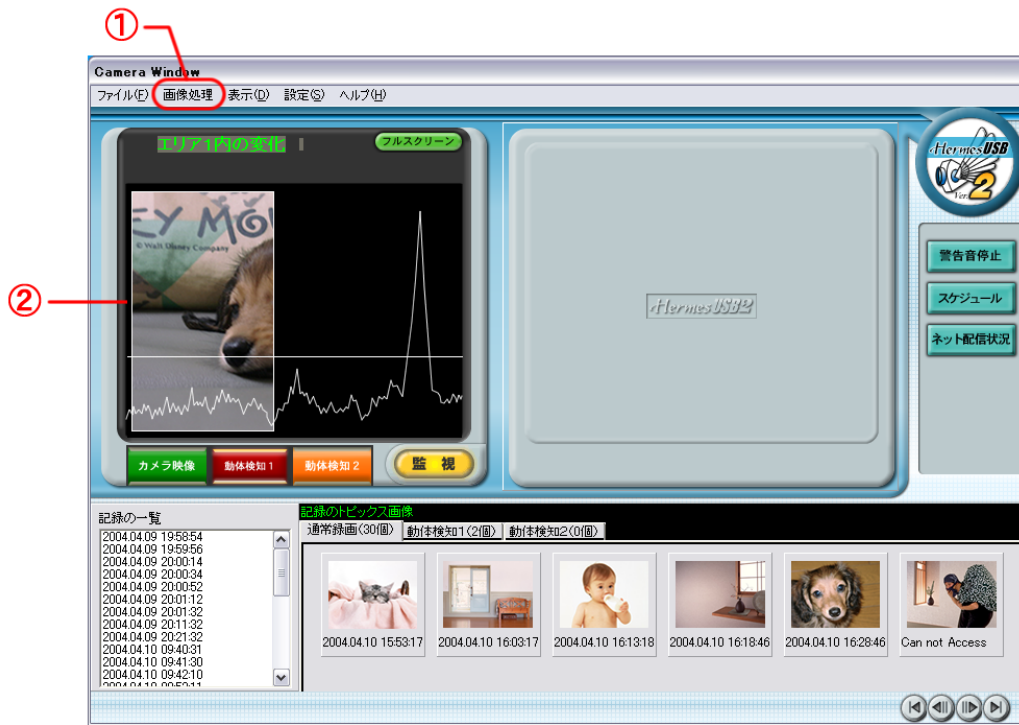 ①
Camera Window
ファイル(F) 画像処理 表示(D) 設定(S) ヘルプ(H)
エリア1内の変化
フルスクリーン
HermesUSB
Ver.2
EY MO
© Walt Disney Company
②
HermesUSB2
警告音停止
スケジュール
ネット配信状況
カメラ映像 動体検知1 動体検知2 監視
記録の一覧
2004.04.09 19:58:54
2004.04.09 19:59:56
2004.04.09 20:00:14
2004.04.09 20:00:34
2004.04.09 20:00:52
2004.04.09 20:01:12
2004.04.09 20:01:32
2004.04.09 20:11:32
2004.04.09 20:21:32
2004.04.10 09:40:31
2004.04.10 09:41:30
2004.04.10 09:42:10
記録のトピックス画像
通常録画(30個) 動体検知1(2個) 動体検知2(0個)
2004.04.10 15:53:17
2004.04.10 16:03:17
2004.04.10 16:13:18
2004.04.10 16:18:46
2004.04.10 16:28:46
Can not Access